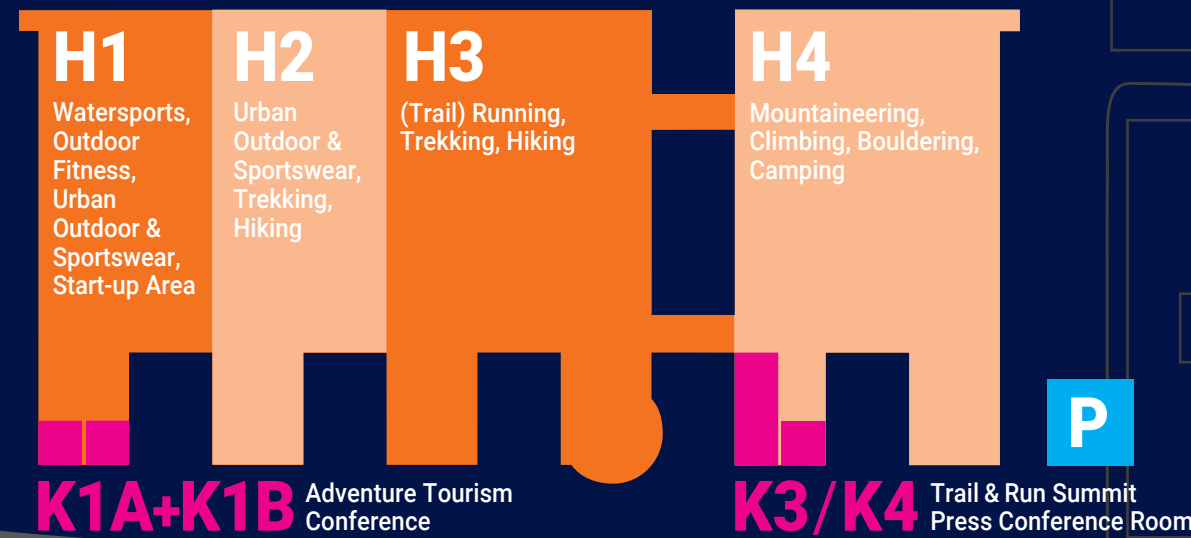 H1
Watersports,
Outdoor
Fitness,
Urban
Outdoor &
Sportswear,
Start-up Area
H2
Urban
Outdoor &
Sportswear,
Trekking,
Hiking
H3
(Trail) Running,
Trekking, Hiking
H4
Mountaineering,
Climbing, Bouldering,
Camping
P
K1A+K1B
Adventure Tourism
Conference
K3/K4
Trail & Run Summit
Press Conference Room